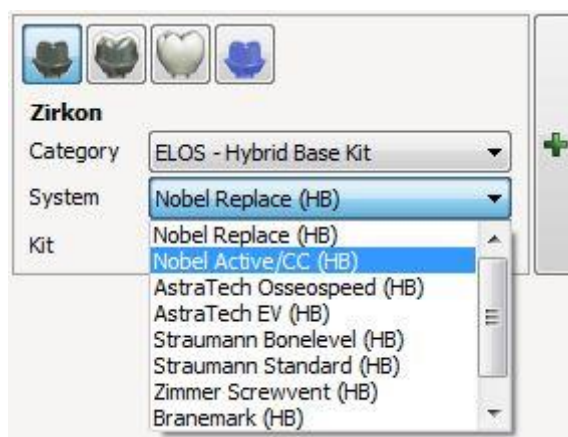 Zirkon
Category ELOS - Hybrid Base Kit
System Nobel Replace (HB)
Kit Nobel Replace (HB)
Nobel Active/CC (HB)
AstraTech Osseospeed (HB)
AstraTech EV (HB)
Straumann Bonelevel (HB)
Straumann Standard (HB)
Zimmer Screwvent (HB)
Branemark (HB)